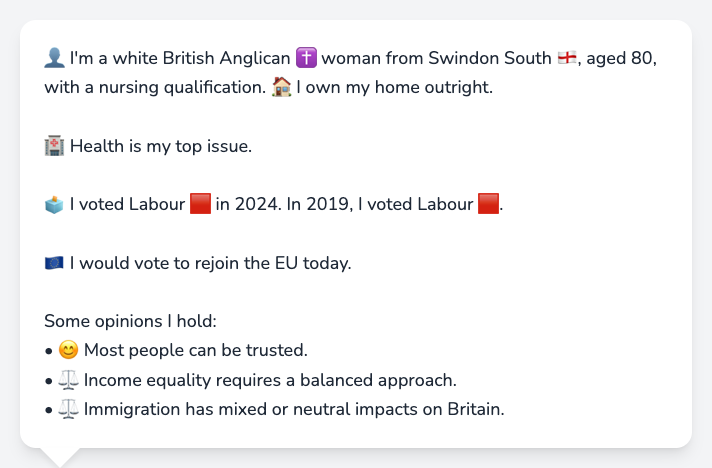 👤 I'm a white British Anglican ✝️ woman from Swindon South 🏴󠁧󠁢󠁥󠁮󠁧󠁿, aged 80,
with a nursing qualification. 🏠 I own my home outright.
🏥 Health is my top issue.
🗳️ I voted Labour 🟥 in 2024. In 2019, I voted Labour 🟥.
🇪🇺 I would vote to rejoin the EU today.
Some opinions I hold:
• 😊 Most people can be trusted.
• ⚖️ Income equality requires a balanced approach.
• ⚖️ Immigration has mixed or neutral impacts on Britain.